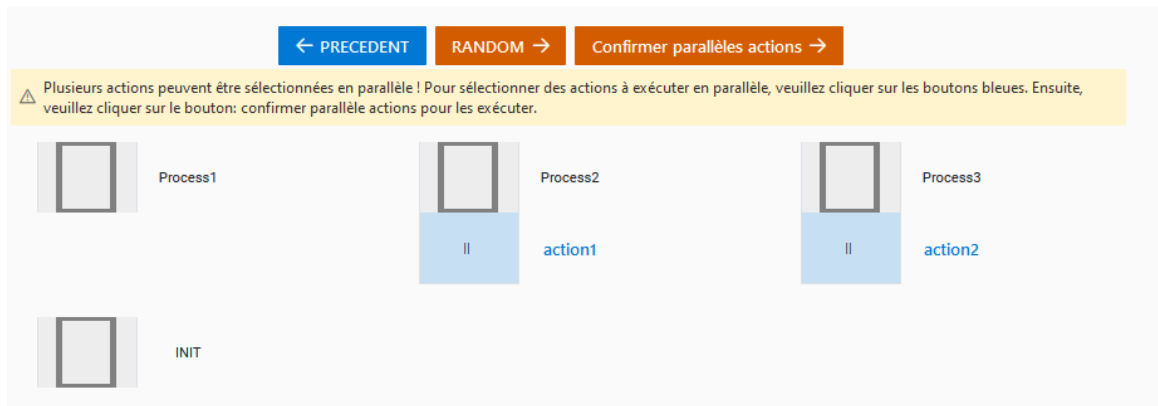 ← PRECEDENT RANDOM → Confirmer parallèles actions →
Plusieurs actions peuvent être sélectionnées en parallèle ! Pour sélectionner des actions à exécuter en parallèle, veuillez cliquer sur les boutons bleues. Ensuite,
veuillez cliquer sur le bouton: confirmer parallèle actions pour les exécuter.
Process1 Process2 Process3
|| action1 || action2
INIT